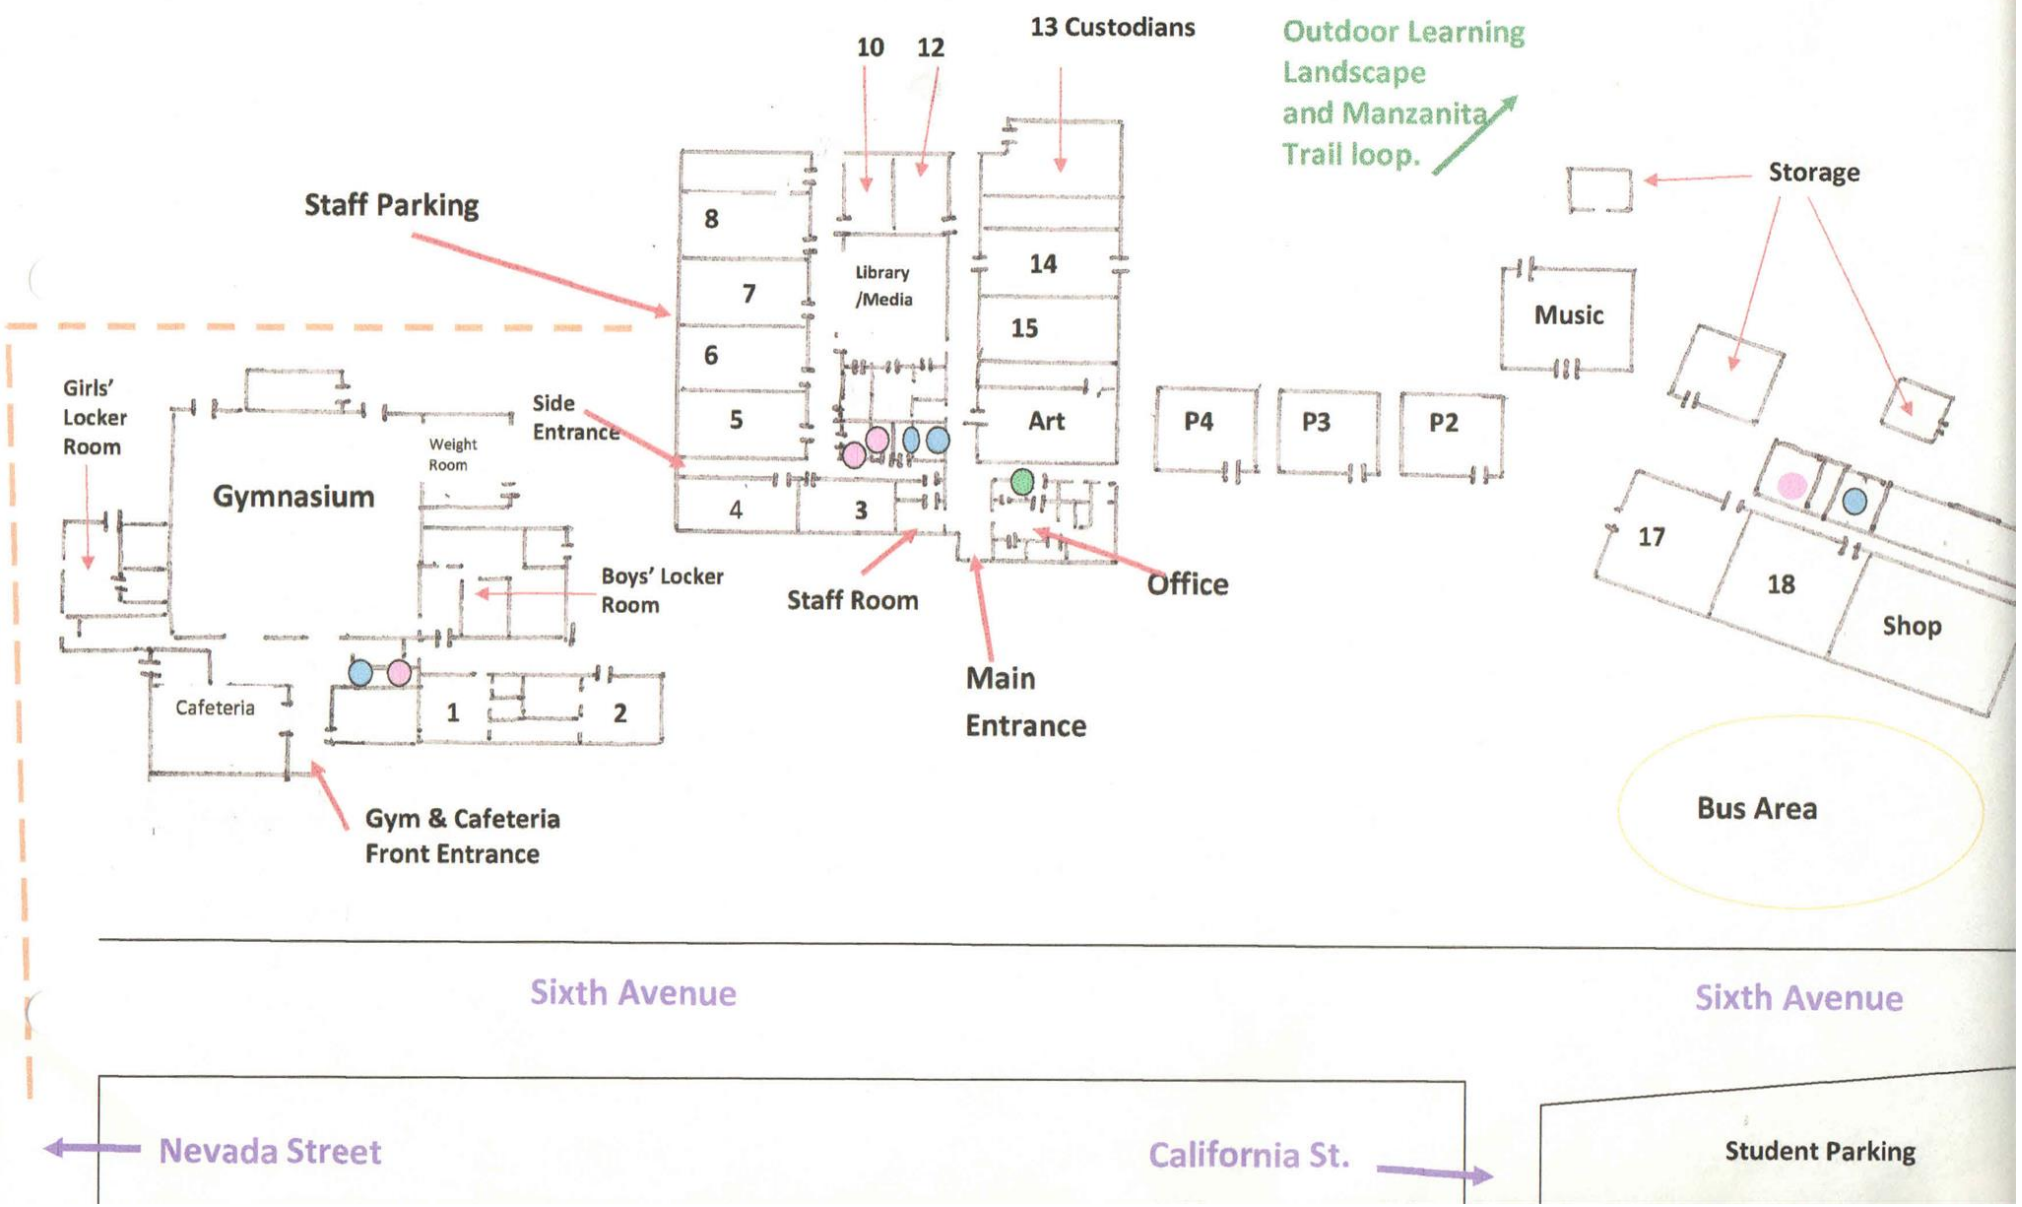 10
12
13 Custodians
Outdoor Learning
Landscape
and Manzanita
Trail loop.
Storage
Staff Parking
8
Library
/Media
14
7
15
Music
6
Girls'
Locker
Room
Side
Entrance
5
Art
P4
P3
P2
Weight
Room
Gymnasium
4
3
17
Boys' Locker
Room
Staff Room
Office
18
Shop
Main
Entrance
Cafeteria
1
2
Gym & Cafeteria
Front Entrance
Bus Area
Sixth Avenue
Sixth Avenue
Nevada Street
California St.
Student Parking